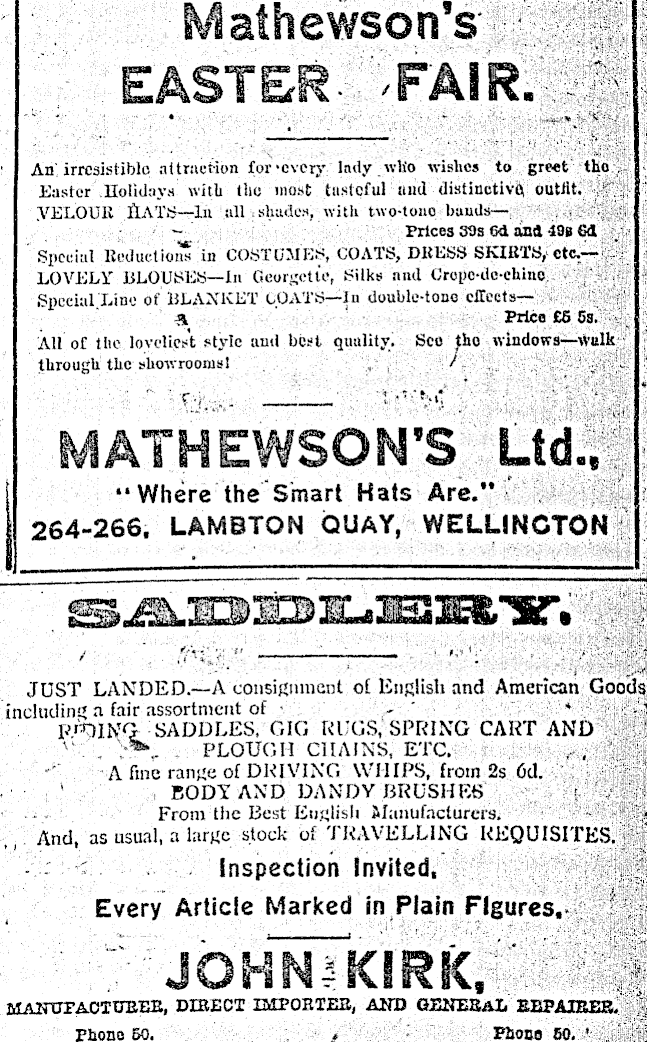 Mathewson's
EASTER FAIR.
An irresistible attraction for every lady who wishes to greet the
Easter Holidays with the most tasteful and distinctive outfit.
VELOUR HATS—In all shades, with two-tone bands—
Prices 39s 6d and 49s 6d
Special Reductions in COSTUMES, COATS, DRESS SKIRTS, etc.—
LOVELY BLOUSES—In Georgette, Silks and Crepe-de-chine
Special Line of BLANKET COATS—In double-tone effects—
Price £5 5s.
All of the loveliest style and best quality. See the windows—walk
through the showrooms!
MATHEWSON'S Ltd.,
"Where the Smart Hats Are."
264-266, LAMBTON QUAY, WELLINGTON
SADDLERY.
JUST LANDED.—A consignment of English and American Goods
including a fair assortment of
RIDING SADDLES, GIG RUGS, SPRING CART AND
PLOUGH CHAINS, ETC.
A fine range of DRIVING WHIPS, from 2s 6d.
BODY AND DANDY BRUSHES
From the Best English Manufacturers.
And, as usual, a large stock of TRAVELLING REQUISITES.
Inspection Invited.
Every Article Marked in Plain Figures.
JOHN KIRK,
MANUFACTURER, DIRECT IMPORTER, AND GENERAL REPAIRER.
Phone 50. Phone 50.